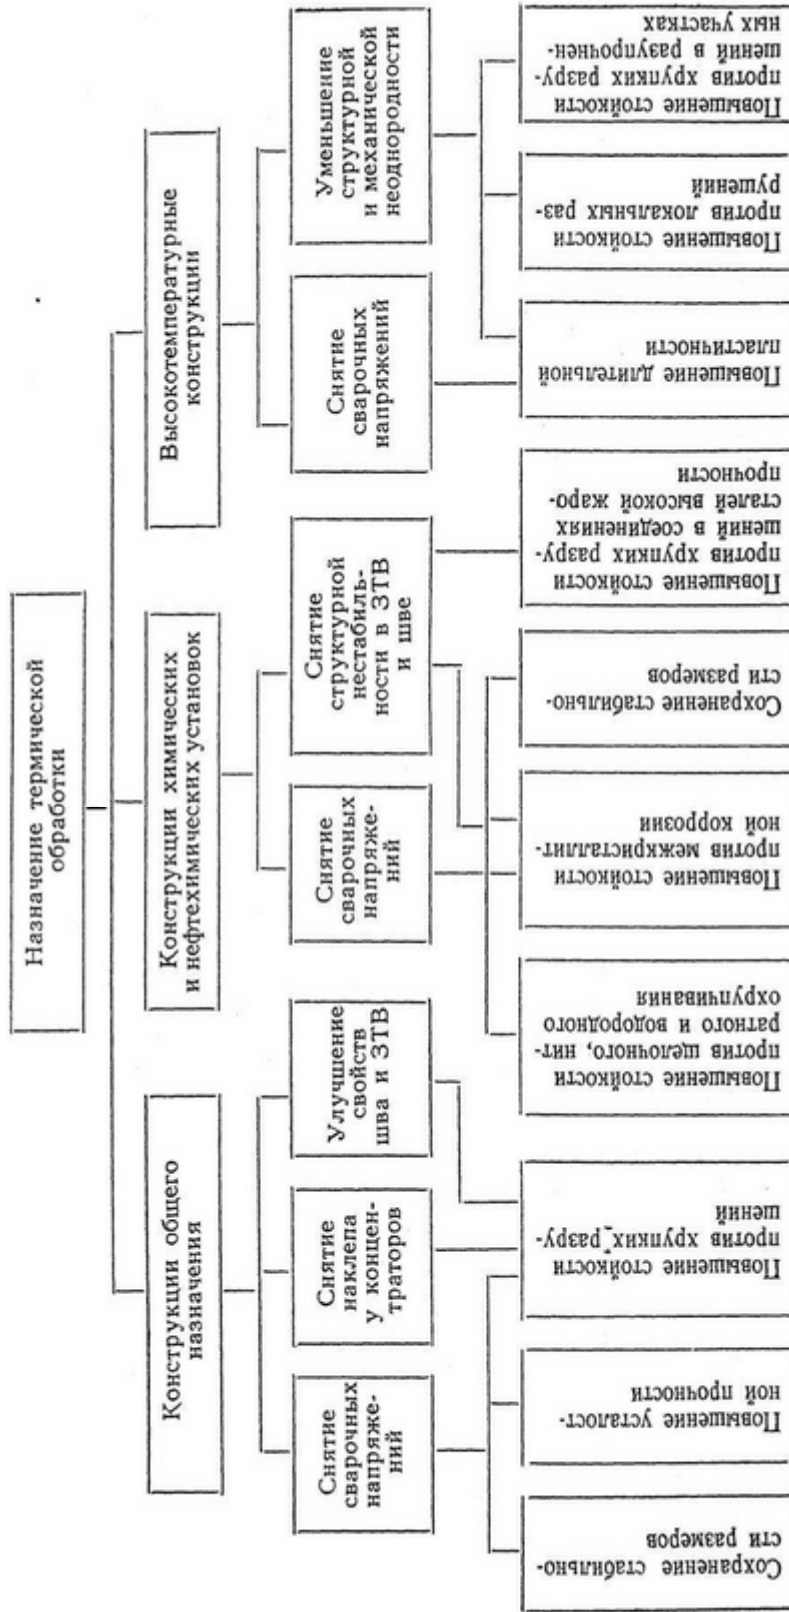 Назначение термической
обработки
Конструкции общего
назначения
Конструкции химических
и нефтехимических установок
Высокотемпературные
конструкции
Снятие
сварочных
напряже-
ний
Снятие
наклепа
у концен-
траторов
Улучшение
свойств
шва и ЗТВ
Снятие
сварочных
напряже-
ний
Снятие
структурной
нестабиль-
ности в ЗТВ
и шве
Снятие
сварочных
напряжений
Уменьшение
структурной
и механической
неоднородности
Сохранение стабильно-
сти размеров
Повышение усталост-
ной прочности
Повышение стойкости
против хрупких разру-
шений
Повышение стойкости
против щелочного, нит-
ратного и водородного
охрупчивания
Повышение стойкости
против межкристаллит-
ной коррозии
Сохранение стабильно-
сти размеров
Повышение стойкости
против хрупких разру-
шений в соединениях
сталей высокой жаро-
прочности
Повышение длительной
пластичности
Повышение стойкости
против локальных раз-
рушений
Повышение стойкости
против хрупких разру-
шений в разупрочнен-
ных участках